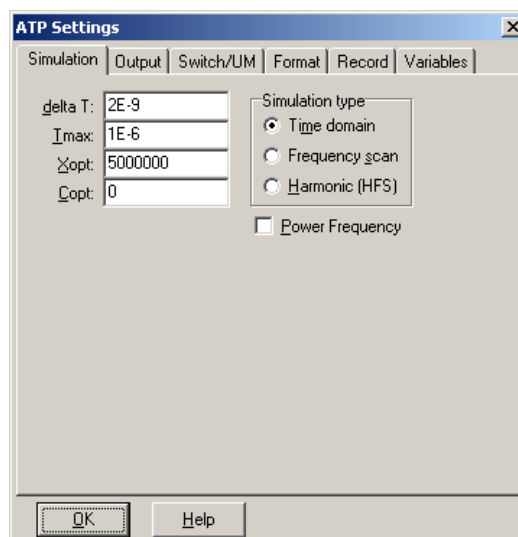 ATP Settings
Simulation Output Switch/UM Format Record Variables
delta T: 2E-9
Tmax: 1E-6
Xopt: 5000000
Copt: 0
Simulation type
Time domain
Frequency scan
Harmonic (HFS)
Power Frequency
OK Help